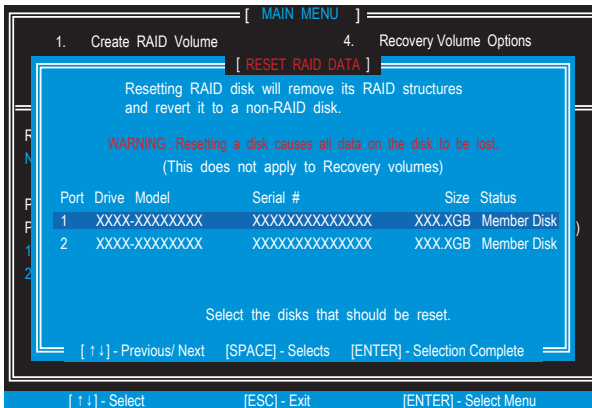 [ MAIN MENU ]
1. Create RAID Volume 4. Recovery Volume Options
[ RESET RAID DATA ]
Resetting RAID disk will remove its RAID structures
and revert it to a non-RAID disk.
R
WARNING : Resetting a disk causes all data on the disk to be lost.
N
(This does not apply to Recovery volumes)
P
Port Drive Model Serial # Size Status
P
1 XXXX-XXXXXXXX XXXXXXXXXXXXXX XXX.XGB Member Disk
)
1
2 XXXX-XXXXXXXX XXXXXXXXXXXXXX XXX.XGB Member Disk
2
Select the disks that should be reset.
[ ↑↓] - Previous/ Next [SPACE] - Selects [ENTER] - Selection Complete
[ ↑↓] - Select [ESC] - Exit [ENTER] - Select Menu